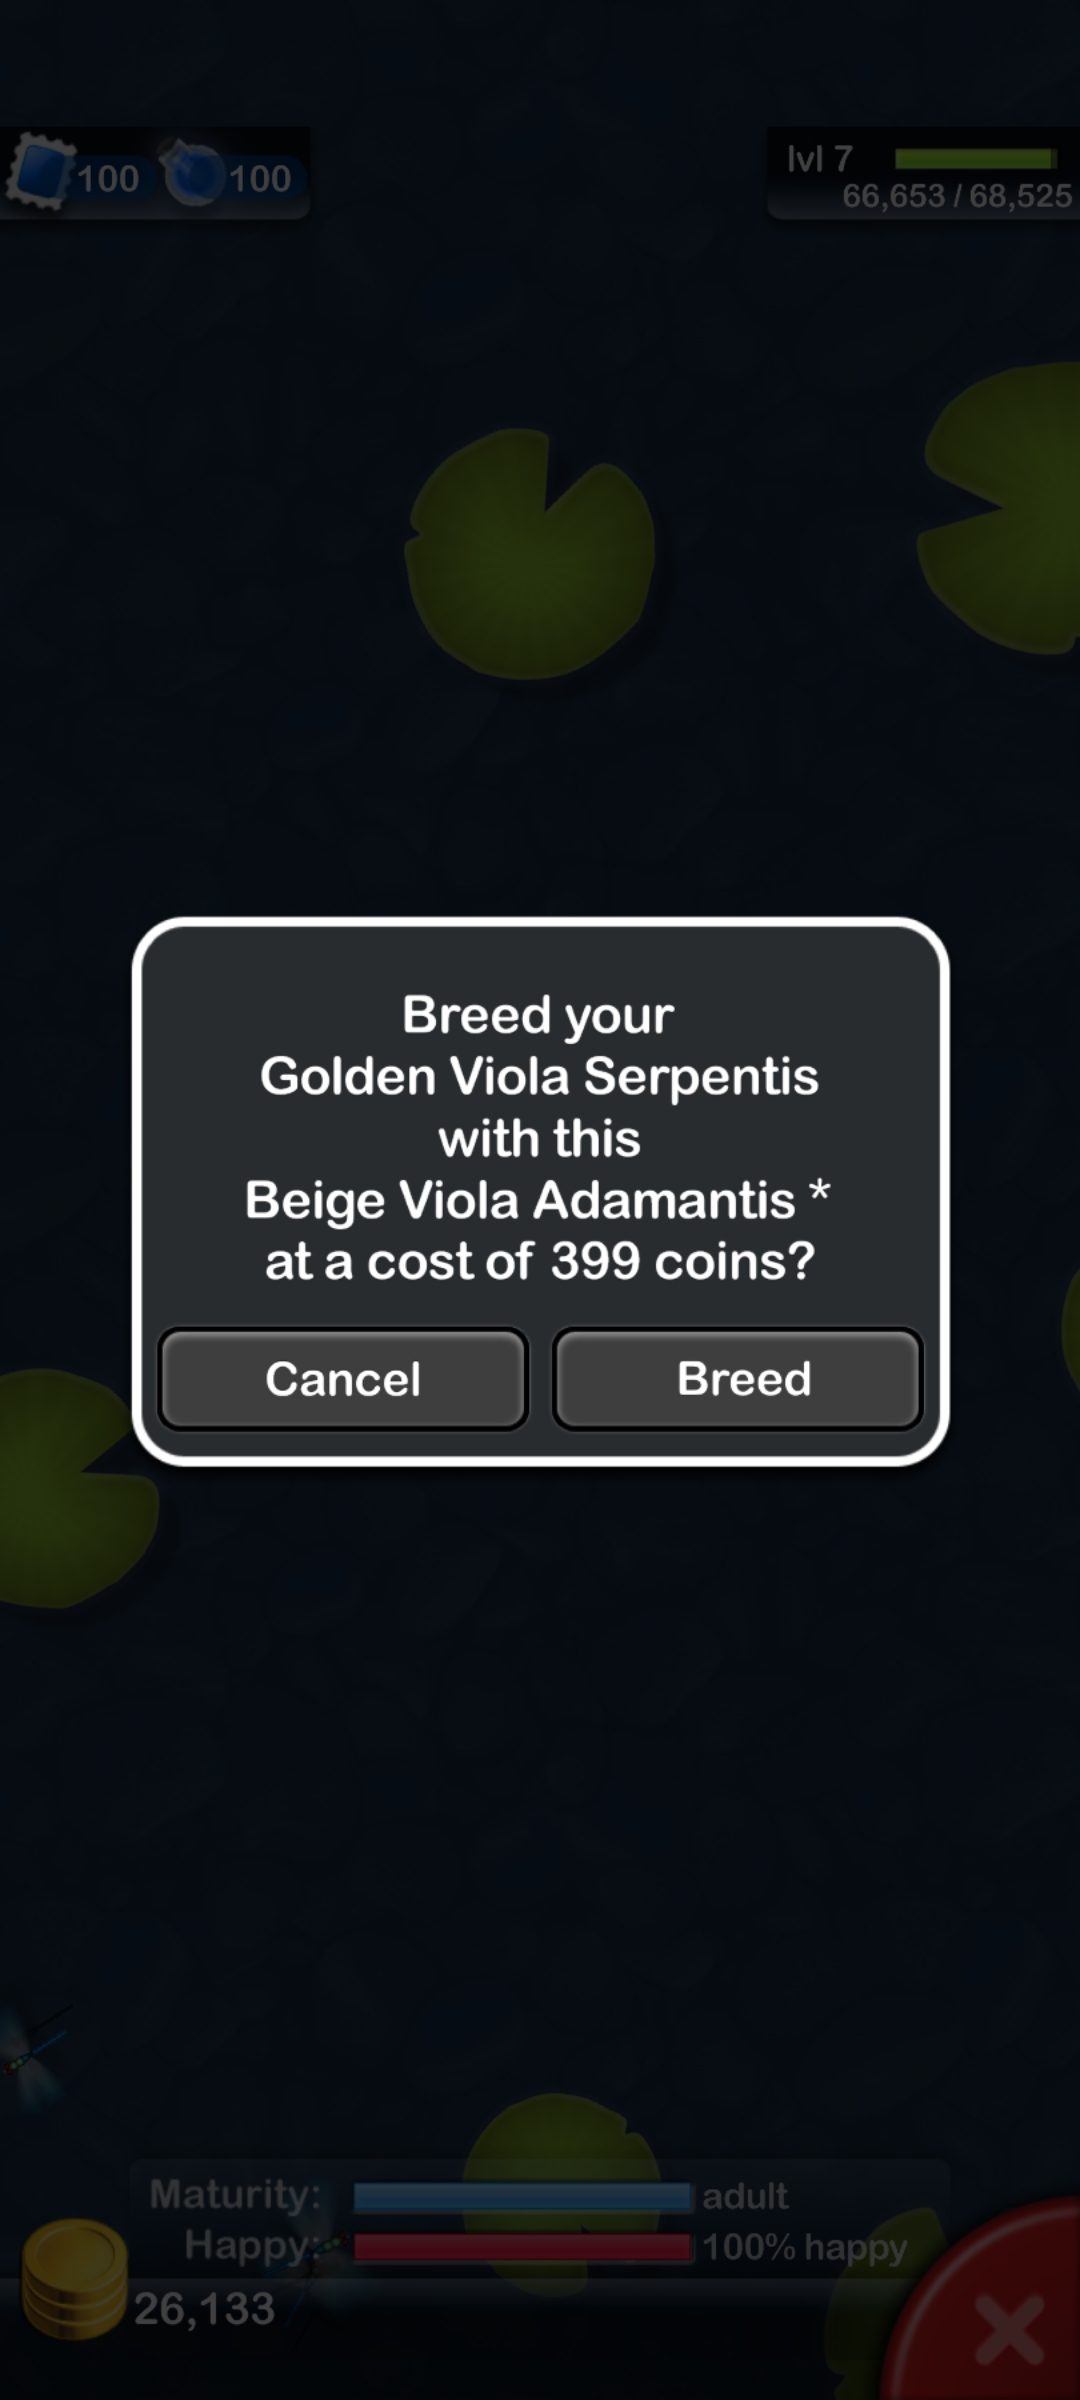 100 100
lvl 7
66,653 / 68,525
Breed your
Golden Viola Serpentis
with this
Beige Viola Adamantis *
at a cost of 399 coins?
Cancel Breed
Maturity: adult
Happy: 100% happy
26,133